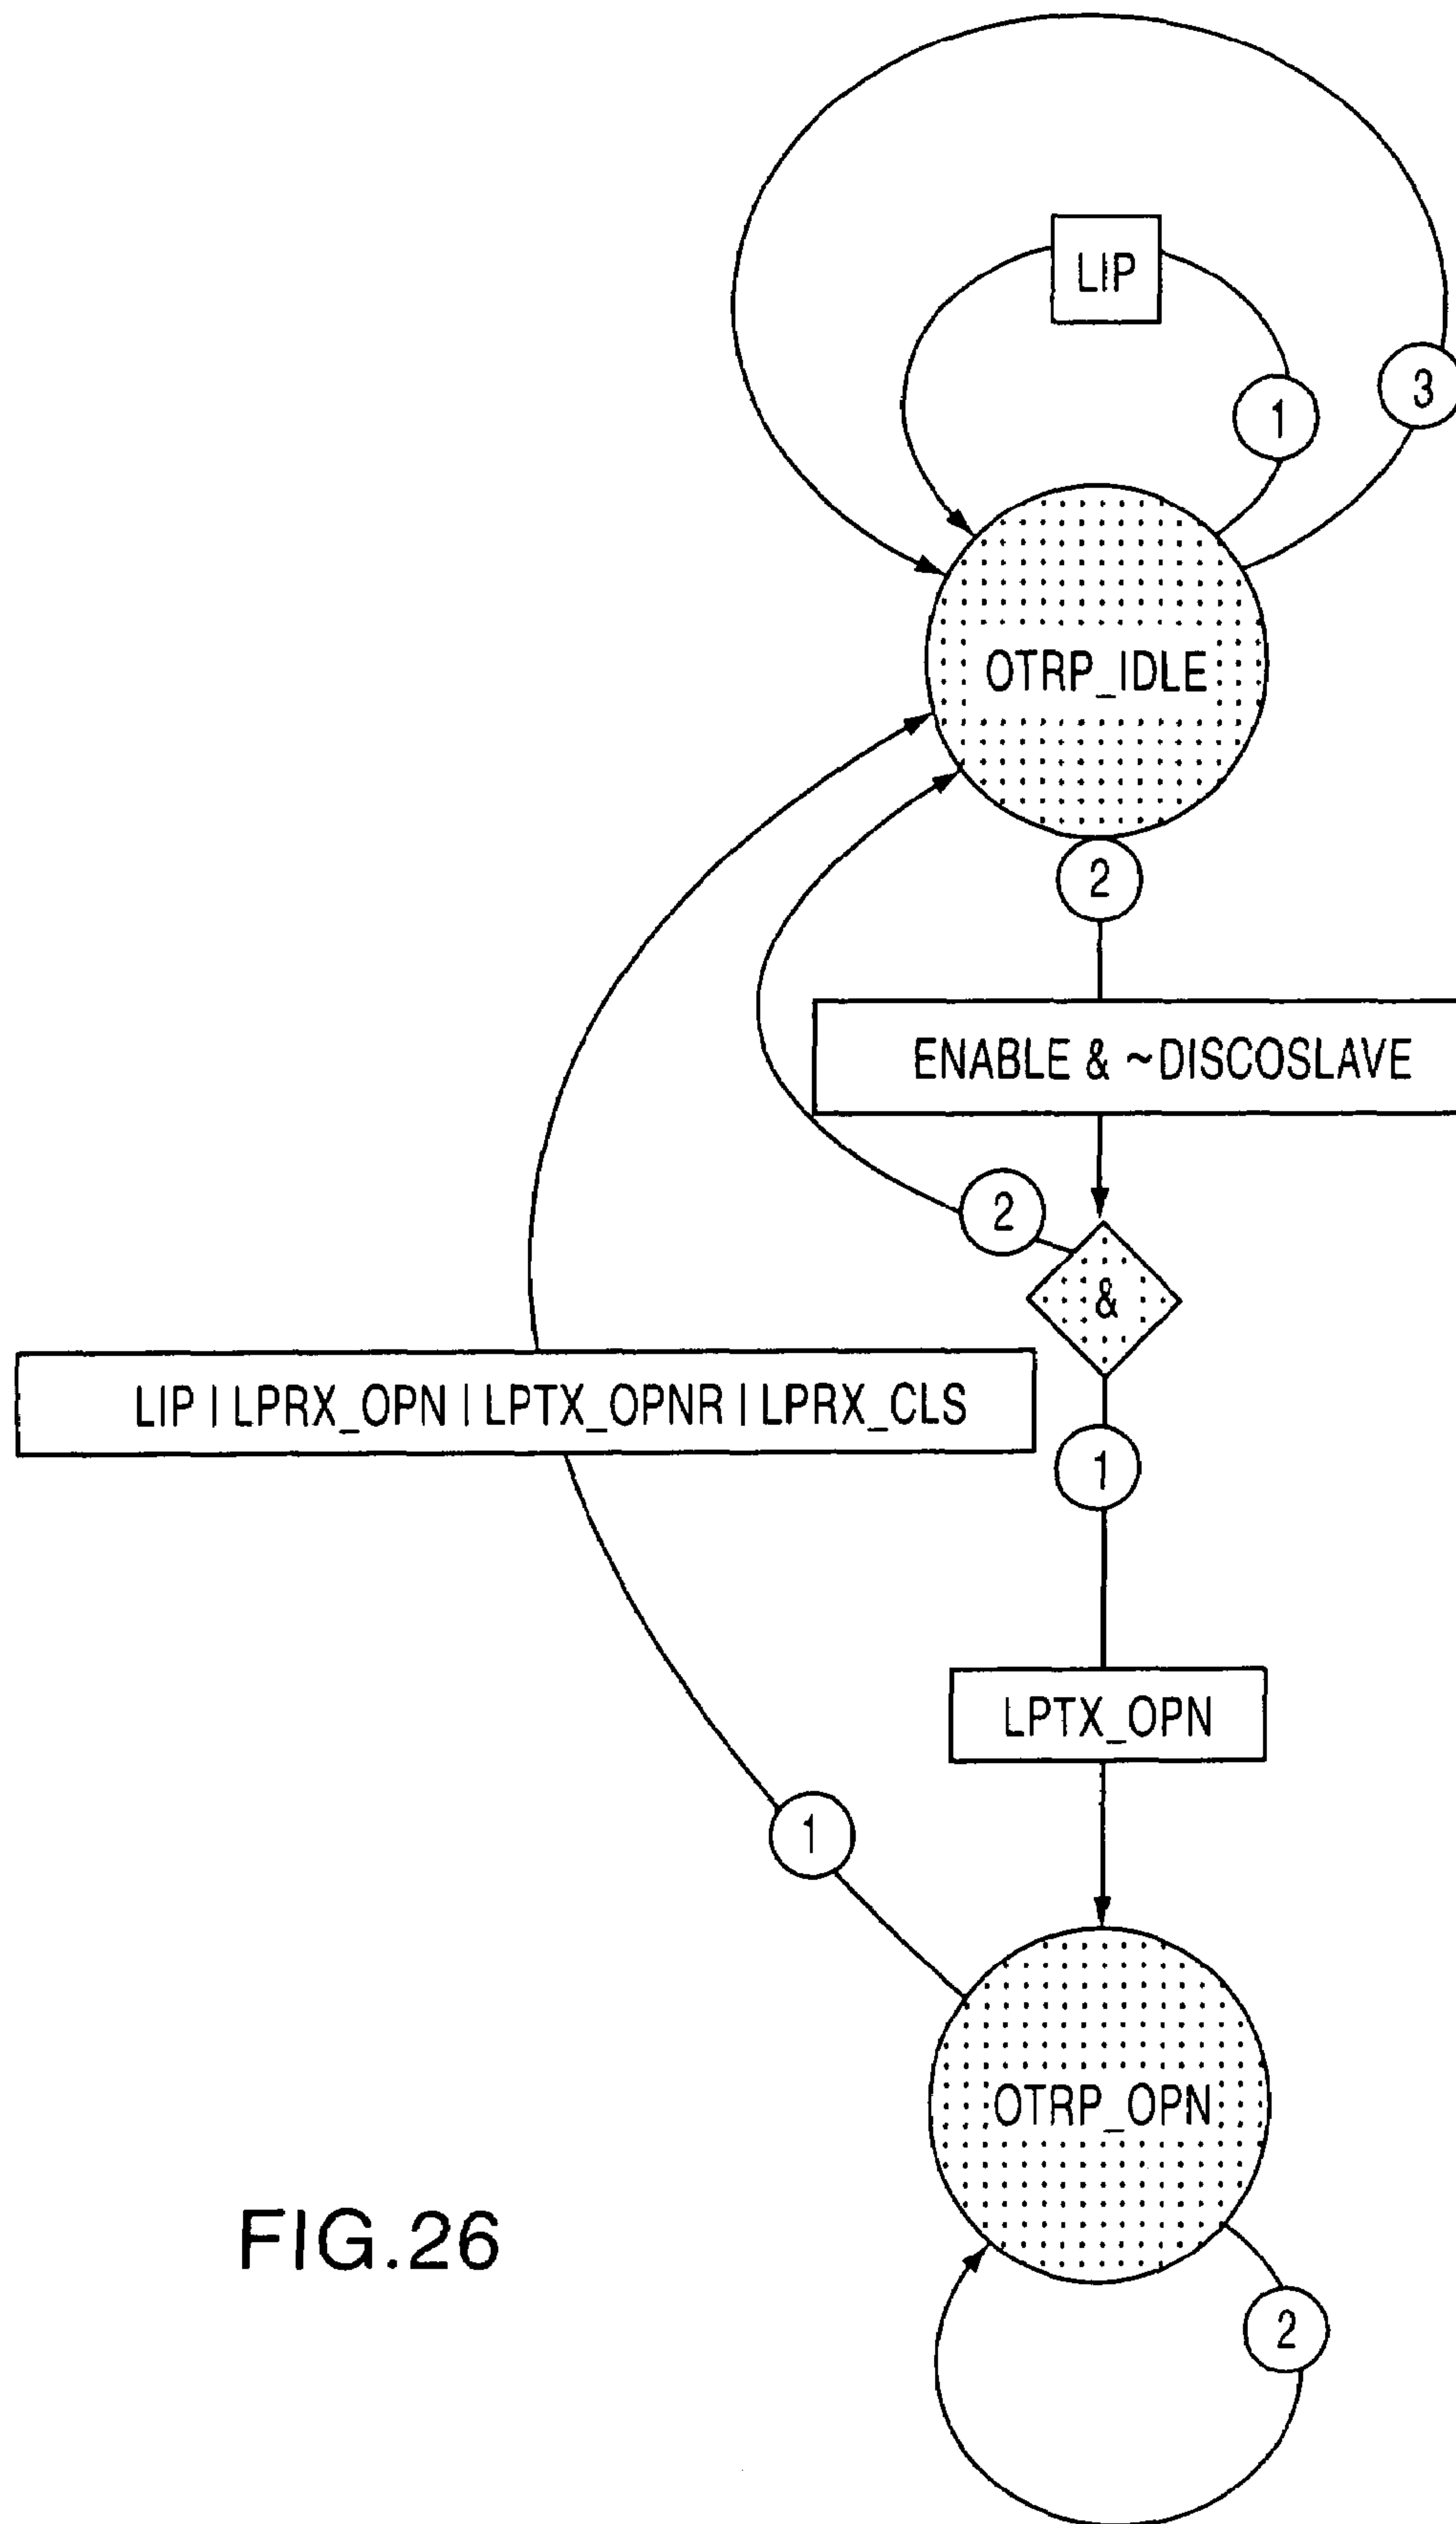 LIP
1
3
OTRP_IDLE
2
ENABLE & ~DISCOSLAVE
2
&
LIP | LPRX_OPN | LPTX_OPNR | LPRX_CLS
1
LPTX_OPN
1
OTRP_OPN
FIG.26
2